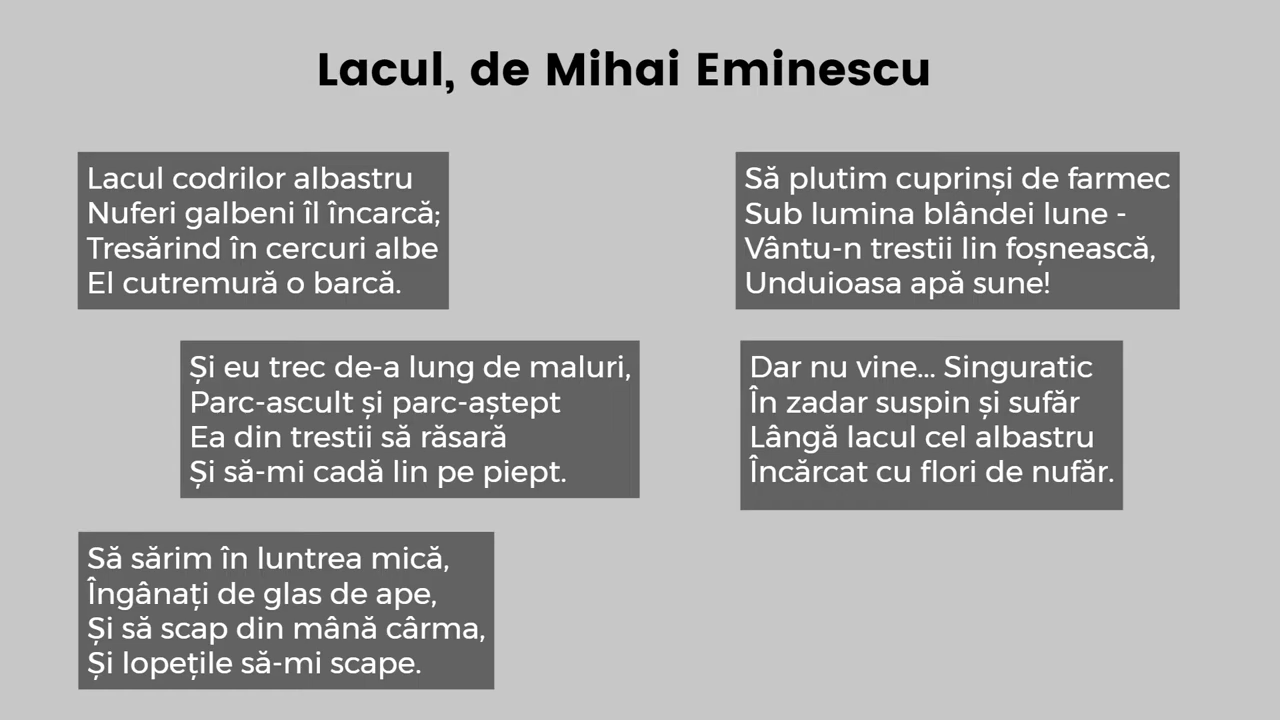 Lacul, de Mihai Eminescu
Lacul codrilor albastru
Nuferi galbeni îl încarcă;
Tresărind în cercuri albe
El cutremură o barcă.
Și eu trec de-a lung de maluri,
Parc-ascult și parc-aștept
Ea din trestii să răsară
Și să-mi cadă lin pe piept.
Să sărim în luntrea mică,
Îngânați de glas de ape,
Și să scap din mână cârma,
Și lopețile să-mi scape.
Să plutim cuprinși de farmec
Sub lumina blândei lune -
Vântu-n trestii lin foșnească,
Unduioasa apă sune!
Dar nu vine... Singuratic
În zadar suspin și sufăr
Lângă lacul cel albastru
Încărcat cu flori de nufăr.